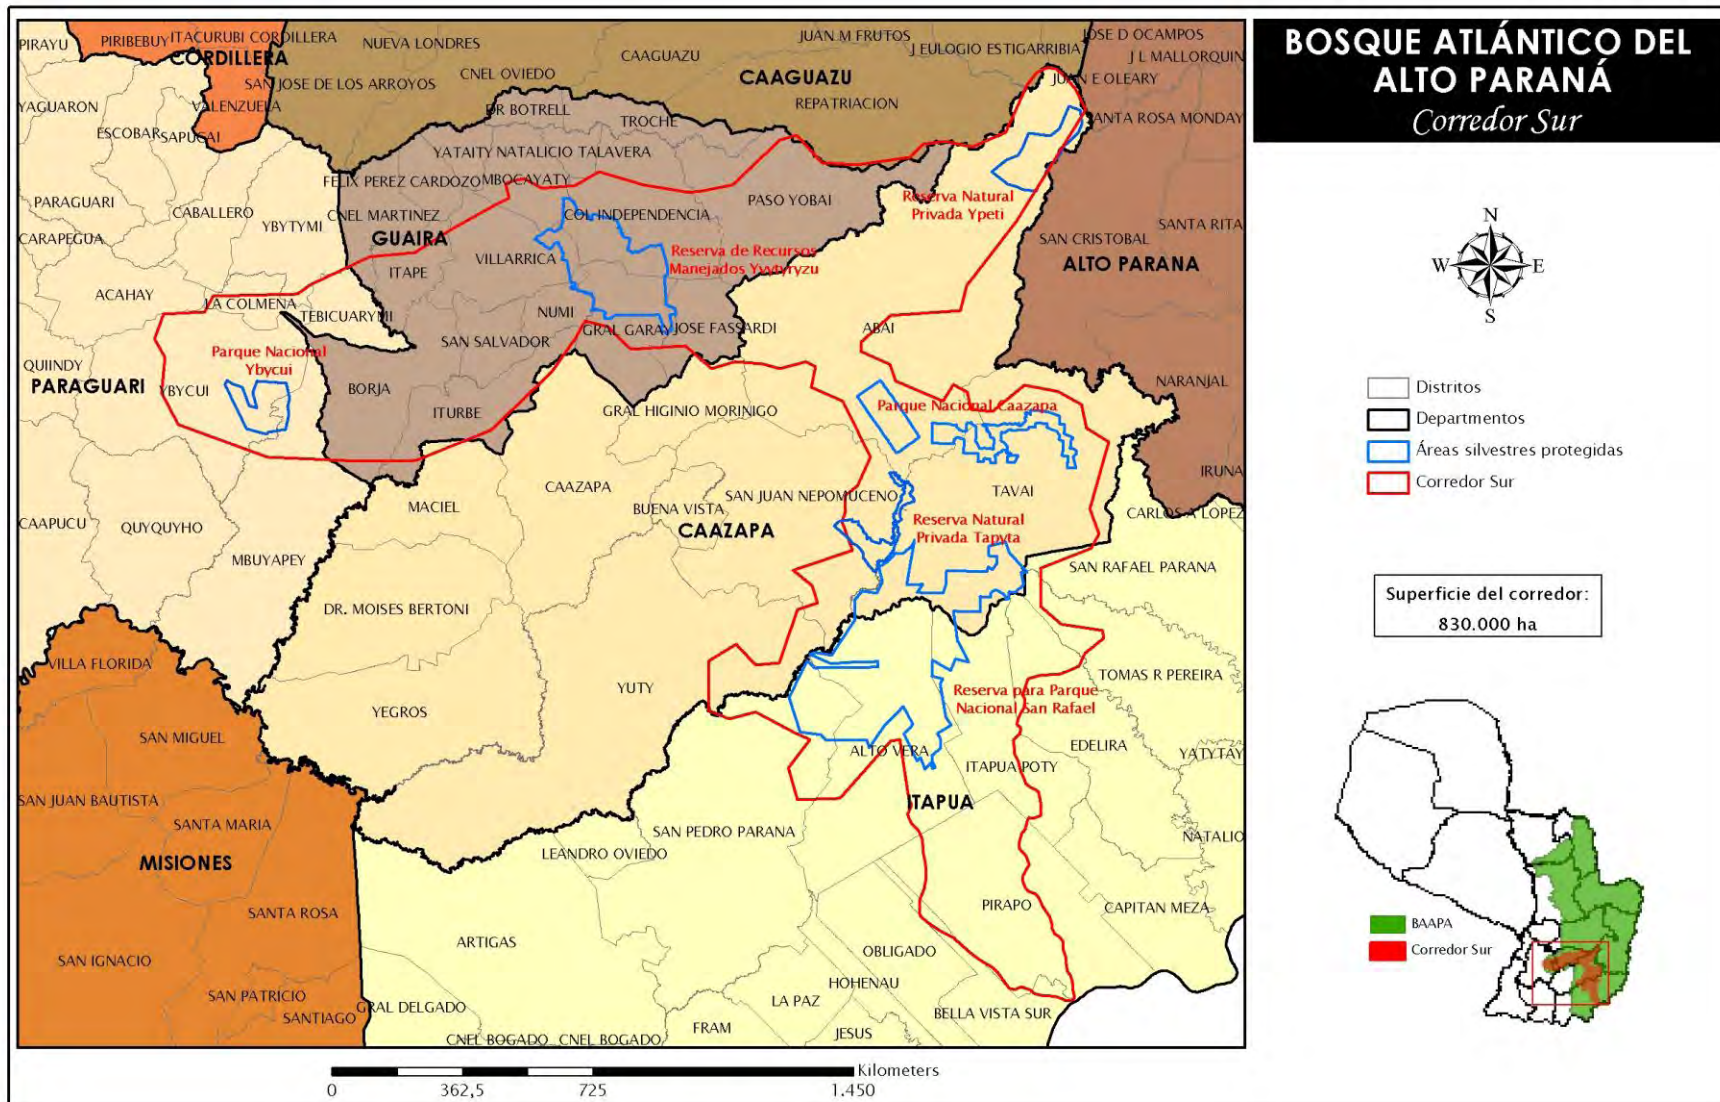 BOSQUE ATLÁNTICO DEL
ALTO PARANÁ
Corredor Sur
N
W
E
S
Distritos
Departmentos
Áreas silvestres protegidas
Corredor Sur
Superficie del corredor:
830.000 ha
BAAPA
Corredor Sur
PIRAYU
PIRIBEBUY
ITACURUBI CORDILLERA
CORDILLERA
NUEVA LONDRES
SAN JOSE DE LOS ARROYOS
CNEL OVIEDO
CAAGUAZU
CAAGUAZU
JUAN M FRUTOS
J EULOGIO ESTIGARRIBIA
JOSE D OCAMPOS
J L MALLORQUIN
JUAN E OLEARY
REPATRIACION
YAGUARON
VALENZUELA
ESCOBAR
SAPUCAI
DR BOTRELL
TROCHE
ANTA ROSA MONDAY
YATAITY
NATALICIO TALAVERA
FELIX PEREZ CARDOZO
MBOCAYATY
PARAGUARI
CABALLERO
CNEL MARTINEZ
COL INDEPENDENCIA
PASO YOBAI
Reserva Natural
Privada Ypeti
YBYTYMI
CARAPEGUA
GUAIRA
SANTA RITA
SAN CRISTOBAL
ALTO PARANA
VILLARRICA
Reserva de Recursos
Manejados Yvytyryzu
ITAPE
ACAHAY
LA COLMENA
TEBICUARYMI
NUMI
GRAL GARAY
JOSE FASSARDI
ABAI
SAN SALVADOR
Parque Nacional
Ybycui
QUIINDY
PARAGUARI
YBYCUI
BORJA
NARANJAL
ITURBE
GRAL HIGINIO MORINIGO
Parque Nacional Caazapa
IRUNA
CAAZAPA
MACIEL
SAN JUAN NEPOMUCENO
TAVAI
BUENA VISTA
CARLOS A LOPEZ
CAAPUCU
QUYQUYHO
CAAZAPA
Reserva Natural
Privada Tapyta
MBUYAPEY
SAN RAFAEL PARANA
DR. MOISES BERTONI
VILLA FLORIDA
TOMAS R PEREIRA
YUTY
Reserva para Parque
Nacional San Rafael
YEGROS
SAN MIGUEL
ALTO VERA
EDELIRA
YATYTAY
ITAPUA POTY
SAN JUAN BAUTISTA
ITAPUA
SANTA MARIA
SAN PEDRO PARANA
NATALIO
LEANDRO OVIEDO
MISIONES
SANTA ROSA
PIRAPO
CAPITAN MEZA
ARTIGAS
OBLIGADO
SAN IGNACIO
HOHENAU
SAN PATRICIO
SANTIAGO
GRAL DELGADO
LA PAZ
BELLA VISTA SUR
FRAM
JESUS
CNEL BOGADO
CNEL BOGADO
Kilometers
0
362,5
725
1.450